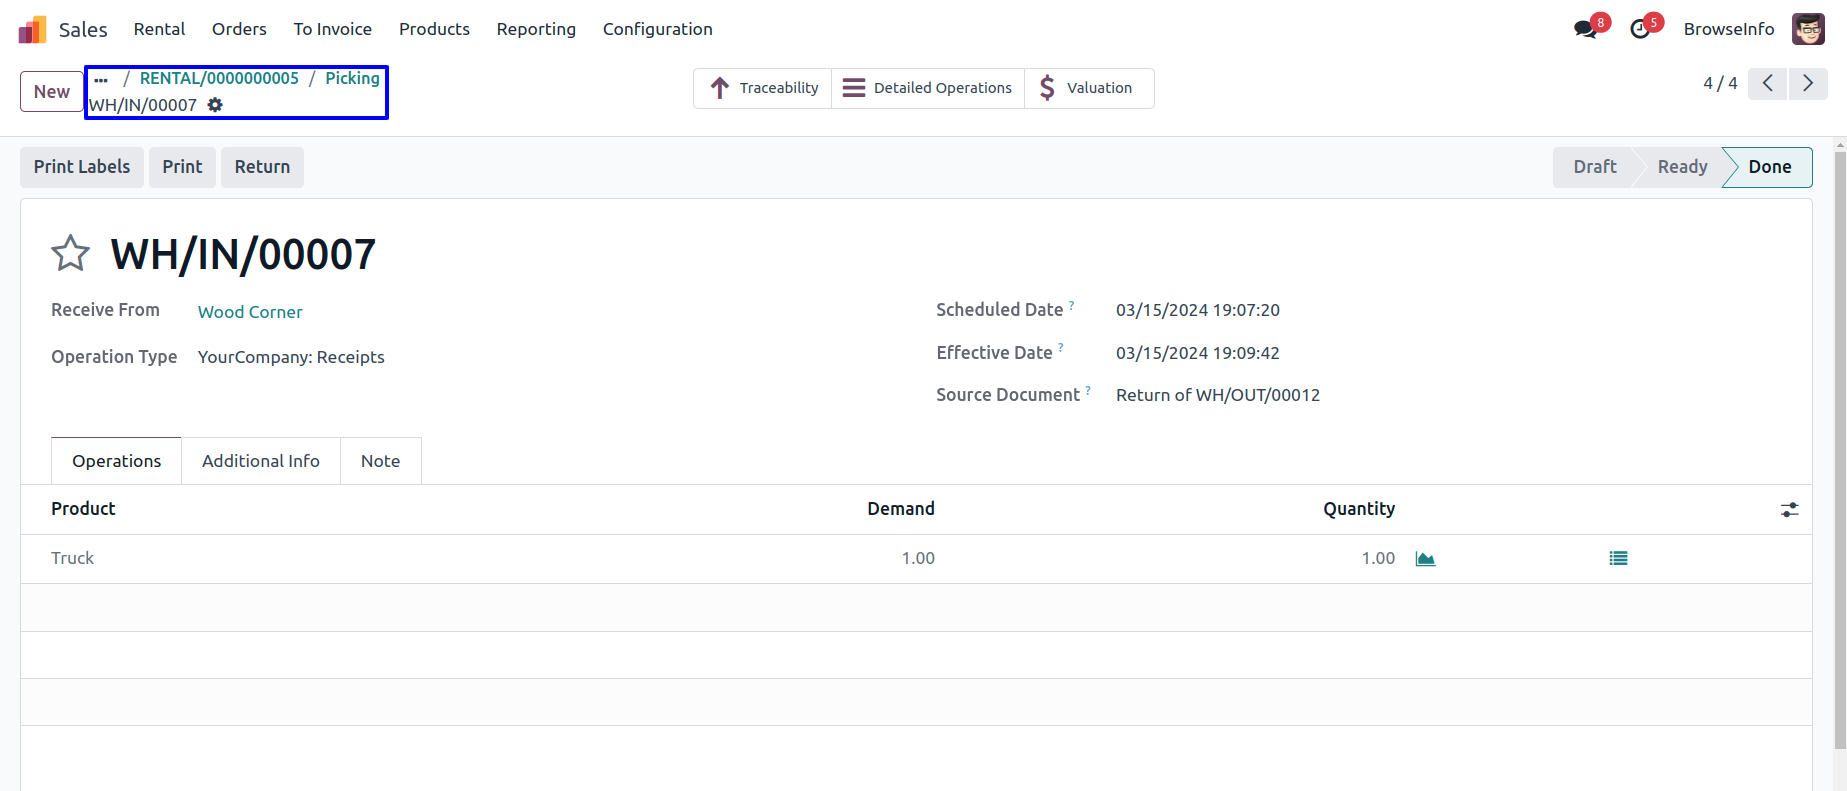 Sales Rental Orders To Invoice Products Reporting Configuration 8 5 BrowseInfo
New ... / RENTAL/0000000005 / Picking
WH/IN/00007
Traceability Detailed Operations $ Valuation
4 / 4
Print Labels Print Return Draft Ready Done
WH/IN/00007
Receive From Wood Corner Scheduled Date ? 03/15/2024 19:07:20
Operation Type YourCompany: Receipts Effective Date ? 03/15/2024 19:09:42
Source Document ? Return of WH/OUT/00012
Operations Additional Info Note
Product Demand Quantity
Truck 1.00 1.00